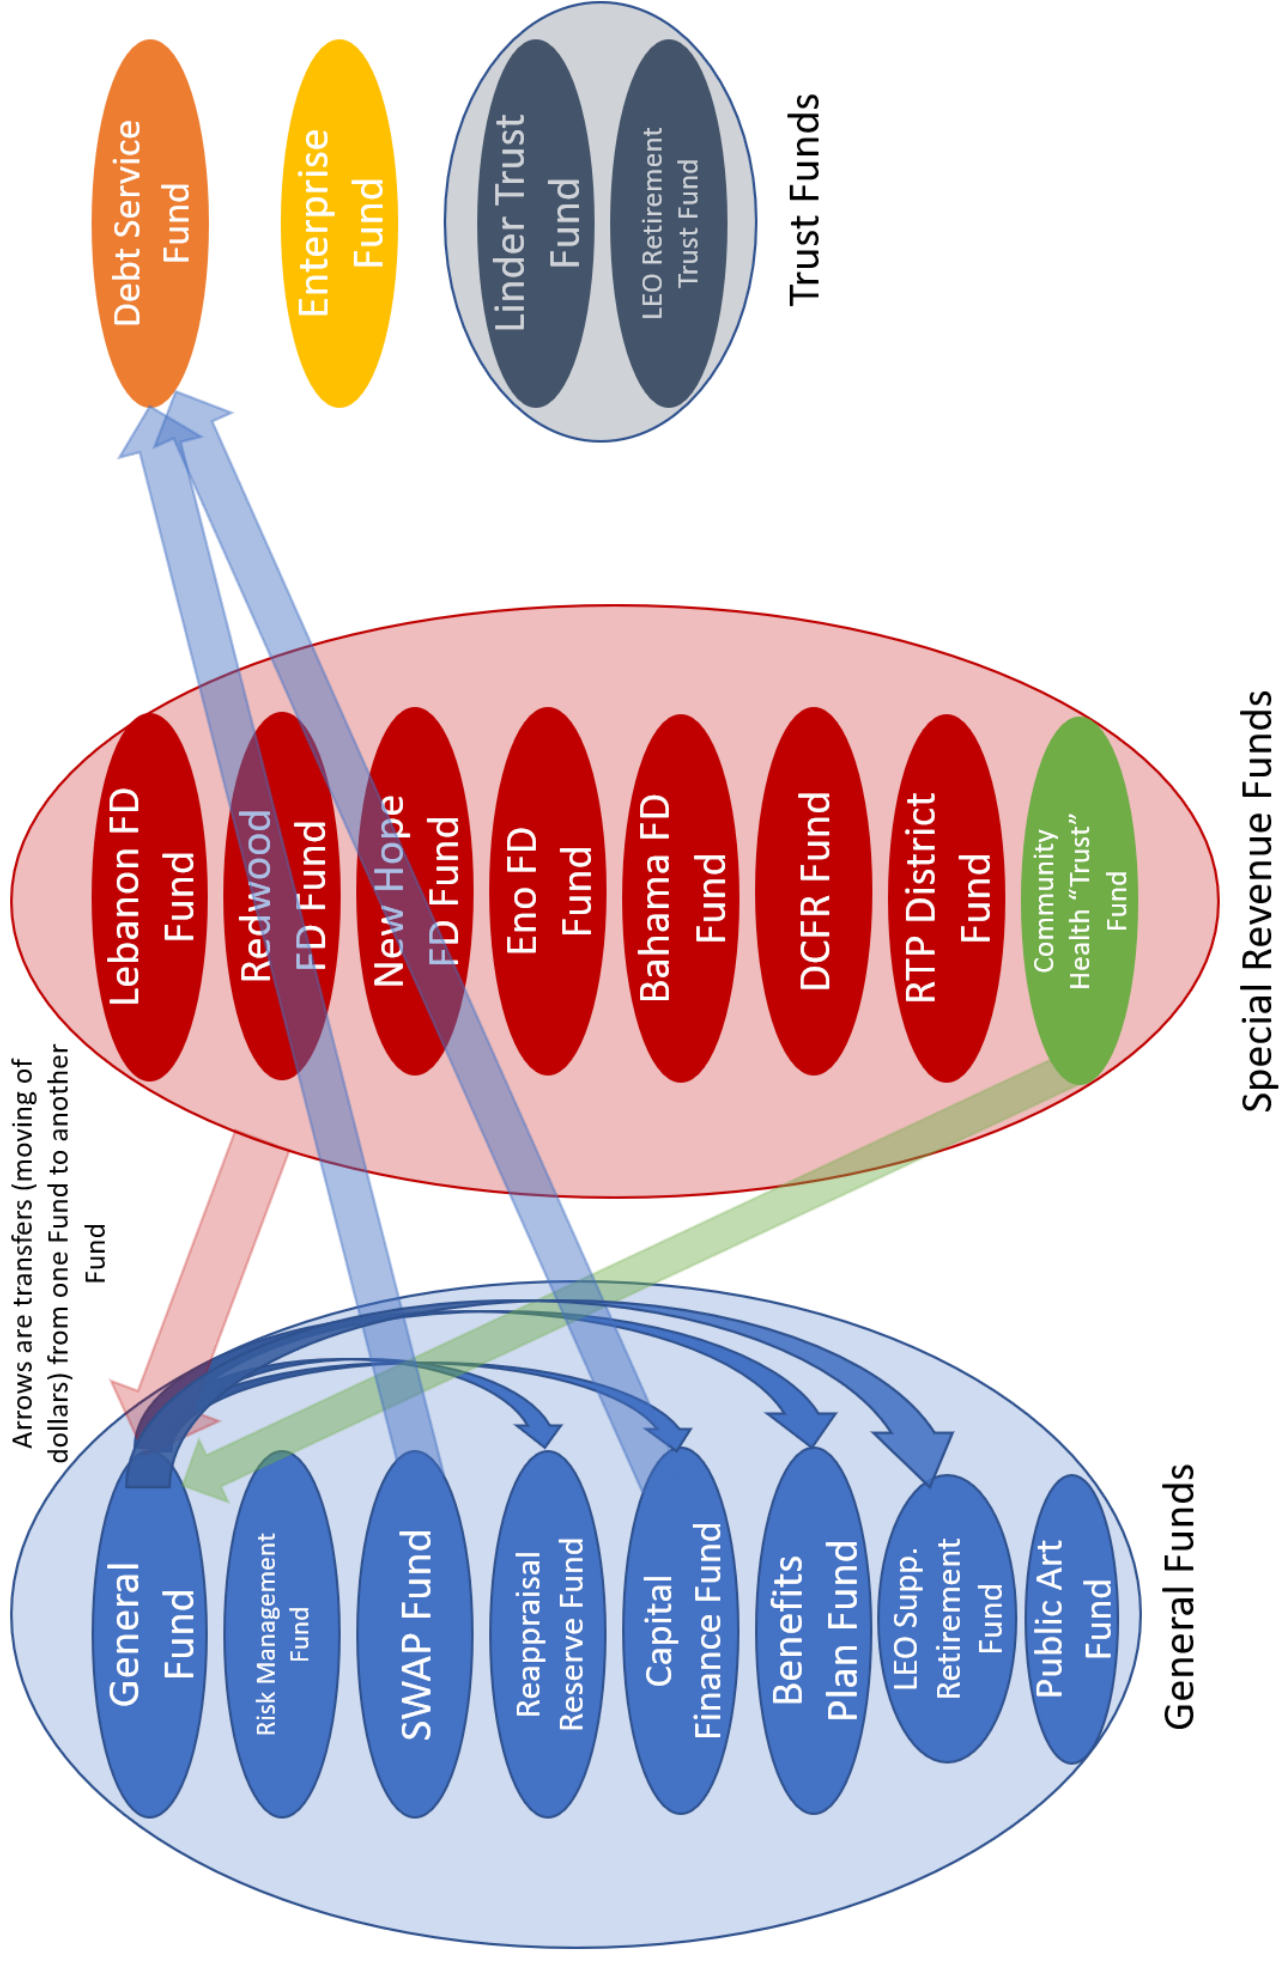 Arrows are transfers (moving of
dollars) from one Fund to another
Fund
General
Fund
Risk Management
Fund
SWAP Fund
Reappraisal
Reserve Fund
Capital
Finance Fund
Benefits
Plan Fund
LEO Supp.
Retirement
Fund
Public Art
Fund
General Funds
Lebanon FD
Fund
Redwood
FD Fund
New Hope
FD Fund
Eno FD
Fund
Bahama FD
Fund
DCFR Fund
RTP District
Fund
Community
Health “Trust”
Fund
Special Revenue Funds
Debt Service
Fund
Enterprise
Fund
Linder Trust
Fund
LEO Retirement
Trust Fund
Trust Funds